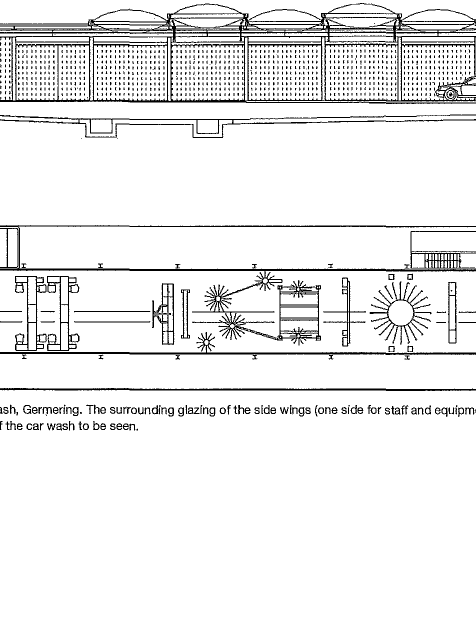 ash, Germering. The surrounding glazing of the side wings (one side for staff and equipme
f the car wash to be seen.